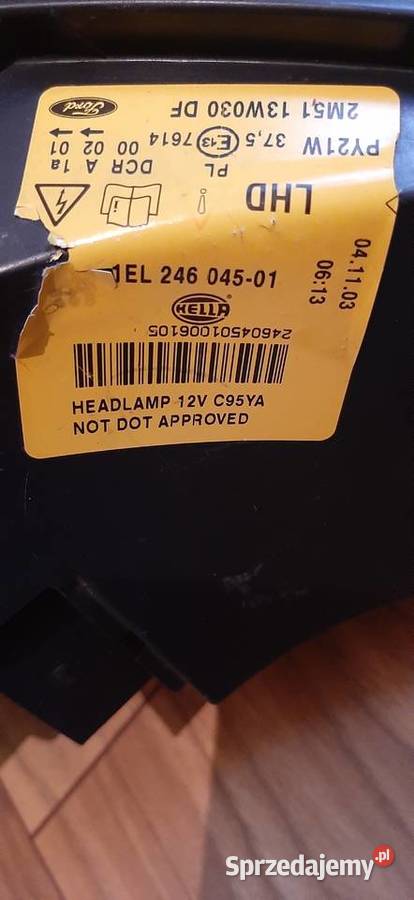 Ford
2M51 13W030 DF
PY21W 37,5 E13 7614
PL
DCR A 1a
00 02 01
LHD
04.11.03
06:13
1EL 246 045-01
HELLA
24604501006105
HEADLAMP 12V C95YA
NOT DOT APPROVED
Sprzedajemy.pl